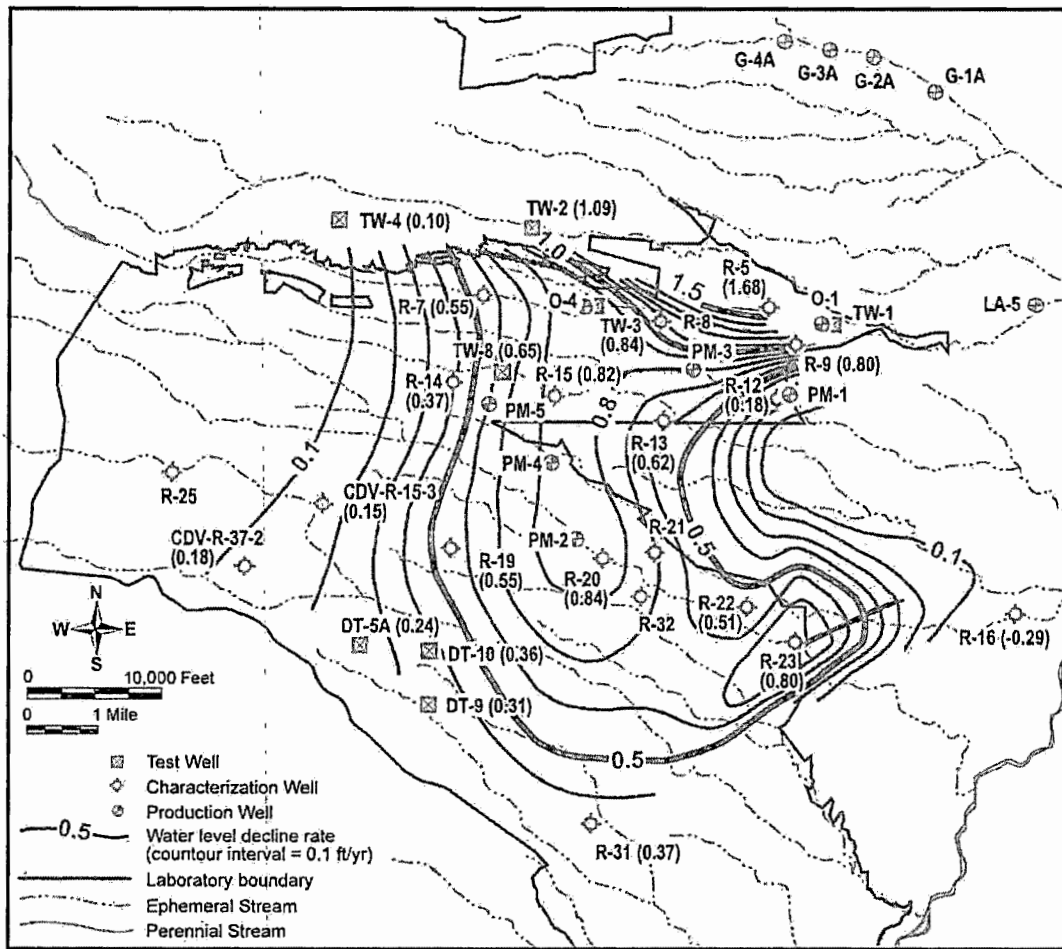 G-4A
G-3A
G-2A
G-1A
TW-4 (0.10)
TW-2 (1.09)
1.0
R-5
(1.68)
1.5
O-1
TW-1
LA-5
R-7 (0.55)
O-4
TW-3
(0.84)
R-8
PM-3
TW-8 (0.65)
R-9 (0.80)
R-14
(0.37)
R-15 (0.82)
R-12
(0.18)
PM-1
PM-5
0.8
R-13
(0.62)
0.1
PM-4
R-25
CDV-R-15-3
(0.15)
CDV-R-37-2
(0.18)
PM-2
R-21
0.5
0.1
R-19
(0.55)
R-20
(0.84)
R-32
R-22
(0.51)
R-16 (-0.29)
N
W E
S
DT-5A (0.24)
DT-10 (0.36)
R-23
(0.80)
0 10,000 Feet
0 1 Mile
DT-9 (0.31)
0.5
R-31 (0.37)
Test Well
Characterization Well
Production Well
0.5 Water level decline rate
(countour interval = 0.1 ft/yr)
Laboratory boundary
Ephemeral Stream
Perennial Stream